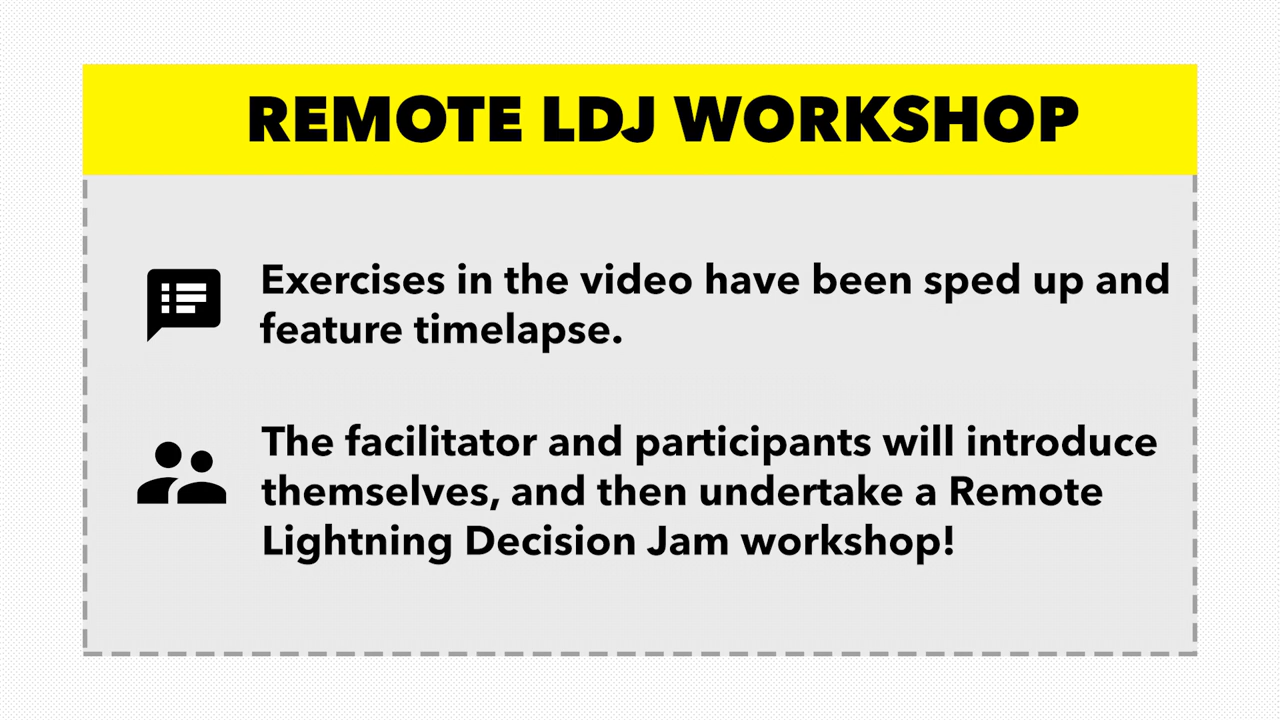 REMOTE LDJ WORKSHOP
Exercises in the video have been sped up and
feature timelapse.
The facilitator and participants will introduce
themselves, and then undertake a Remote
Lightning Decision Jam workshop!